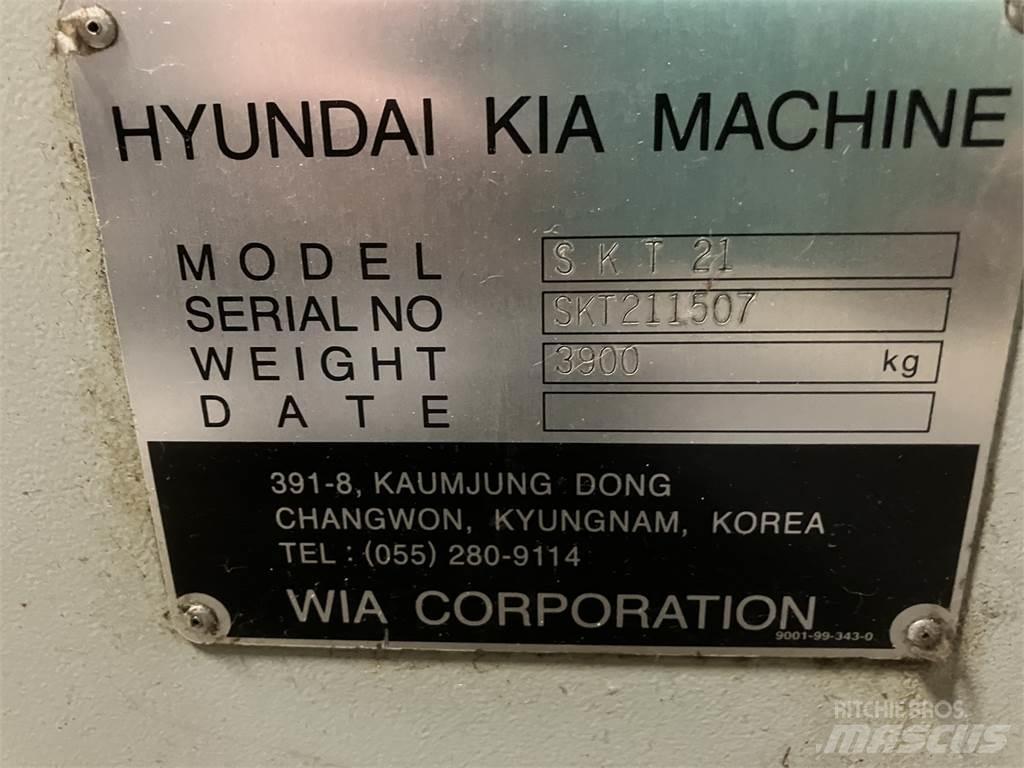 HYUNDAI KIA MACHINE
MODEL S K T 21
SERIAL NO SKT211507
WEIGHT 3900 kg
DATE
391-8, KAUMJUNG DONG
CHANGWON, KYUNGNAM, KOREA
TEL : (055) 280-9114
WIA CORPORATION
9001-99-343-0
RITCHIE BROS.
MASCUS